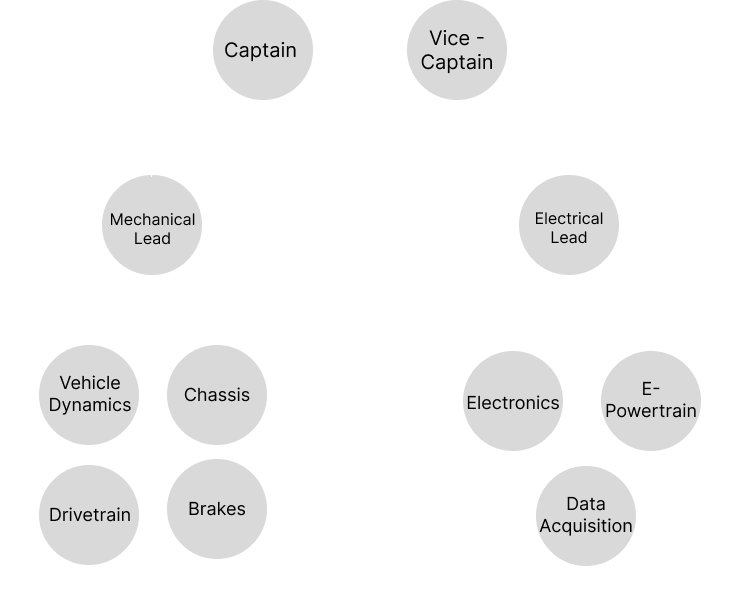 Captain
Vice -
Captain
Mechanical
Lead
Electrical
Lead
Vehicle
Dynamics
Chassis
Electronics
E-
Powertrain
Drivetrain
Brakes
Data
Acquisition